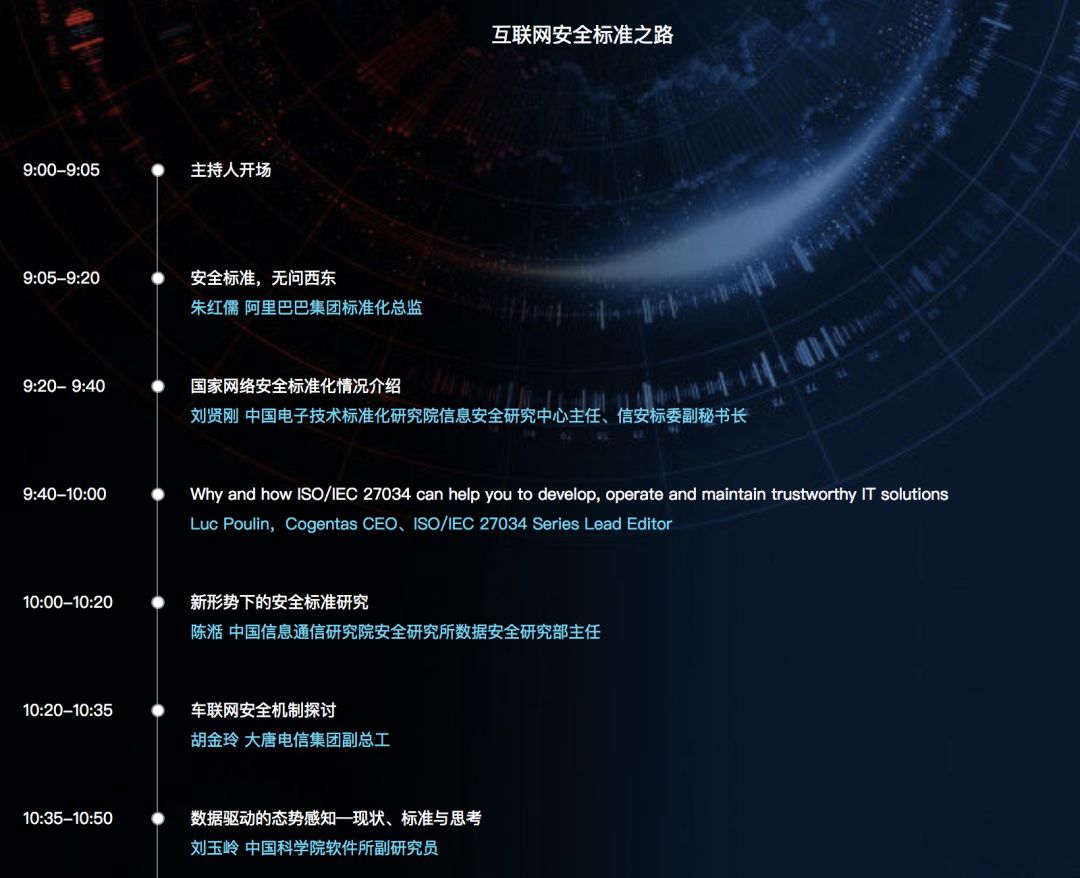 互联网安全标准之路
9:00–9:05
主持人开场
9:05–9:20
安全标准，无问西东
朱红儒 阿里巴巴集团标准化总监
9:20– 9:40
国家网络安全标准化情况介绍
刘贤刚 中国电子技术标准化研究院信息安全研究中心主任、信安标委副秘书长
9:40–10:00
Why and how ISO/IEC 27034 can help you to develop, operate and maintain trustworthy IT solutions
Luc Poulin，Cogentas CEO、ISO/IEC 27034 Series Lead Editor
10:00–10:20
新形势下的安全标准研究
陈湉 中国信息通信研究院安全研究所数据安全研究部主任
10:20–10:35
车联网安全机制探讨
胡金玲 大唐电信集团副总工
10:35–10:50
数据驱动的态势感知—现状、标准与思考
刘玉岭 中国科学院软件所副研究员